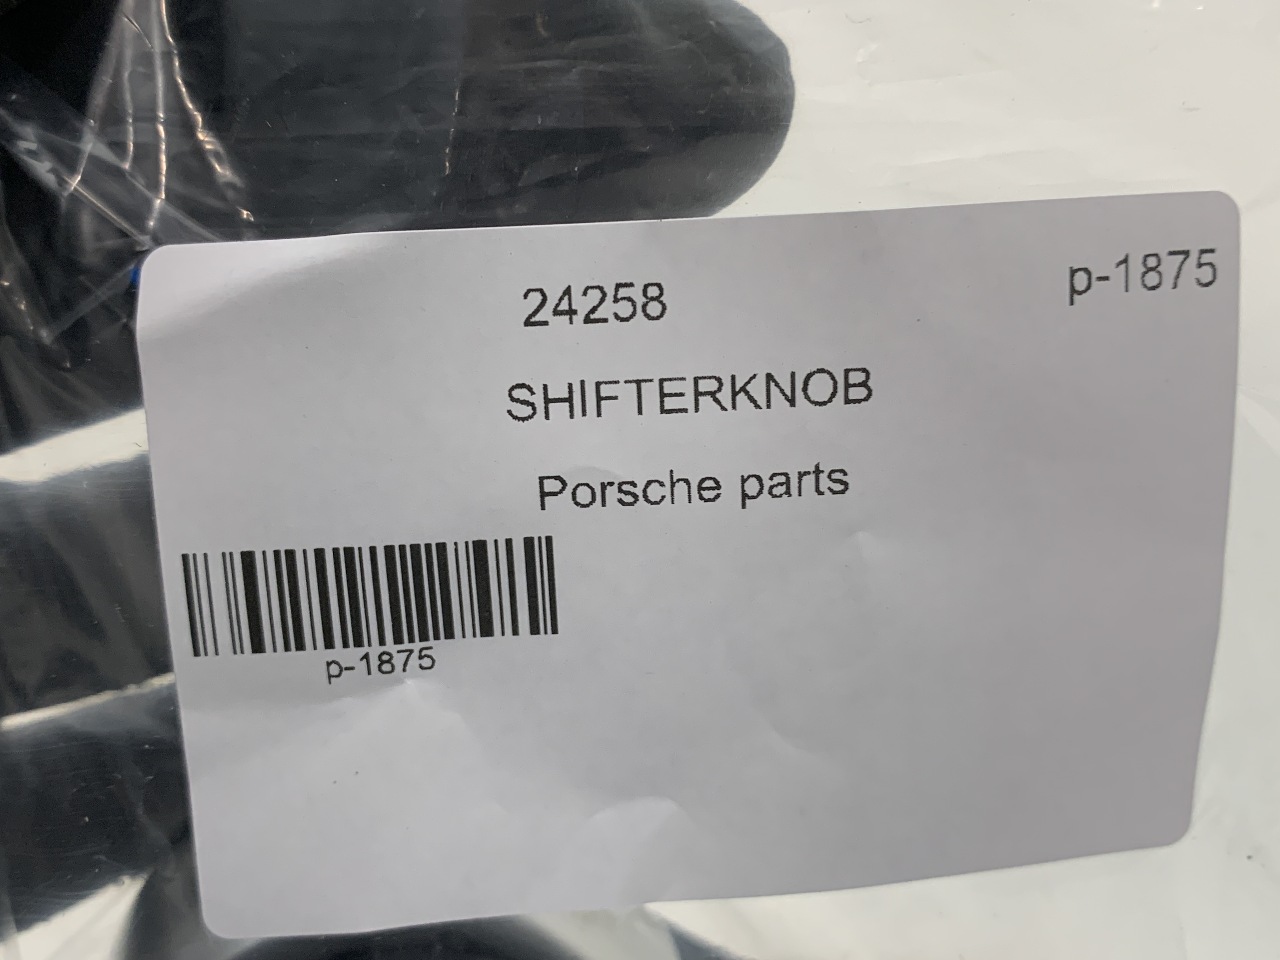 24258
p-1875
SHIFTERKNOB
Porsche parts
p-1875